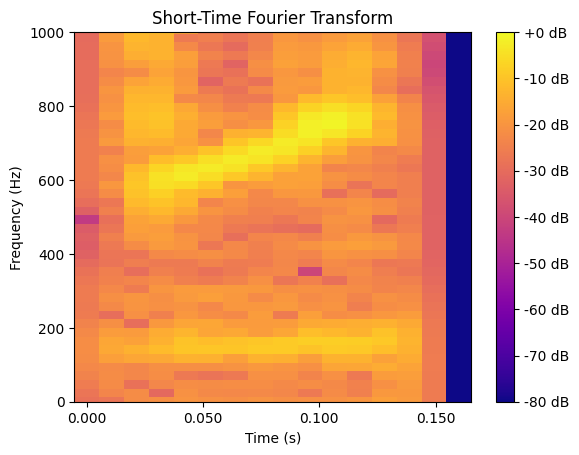 Short-Time Fourier Transform
1000
800
600
400
200
0
Frequency (Hz)
0.000
0.050
0.100
0.150
Time (s)
+0 dB
-10 dB
-20 dB
-30 dB
-40 dB
-50 dB
-60 dB
-70 dB
-80 dB